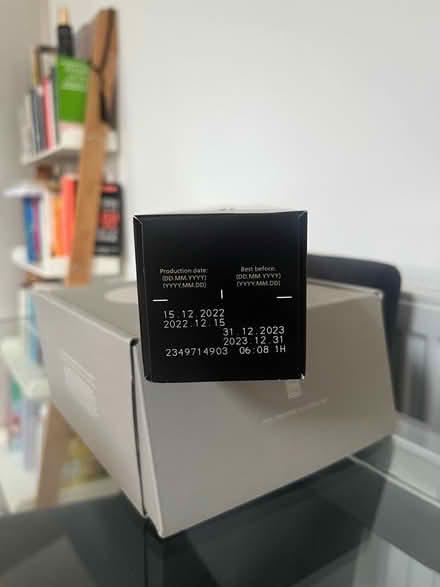 Production date:
(DD.MM.YYYY)
(YYYY.MM.DD)
Best before:
(DD.MM.YYYY)
(YYYY.MM.DD)
15.12.2022
2022.12.15
31.12.2023
2023.12.31
2349714903 06:08 1H